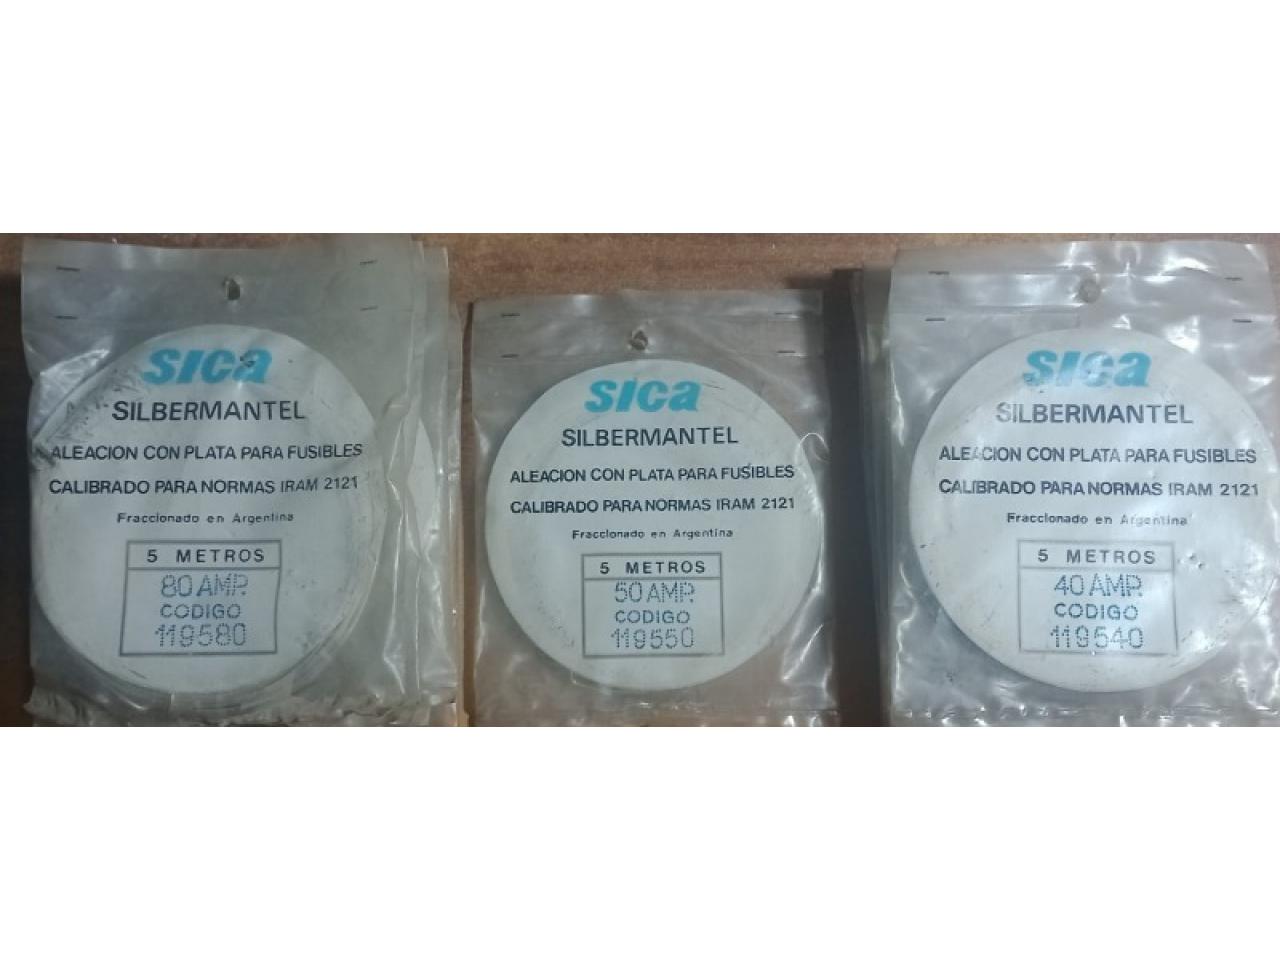 sica
SILBERMANTEL
ALEACION CON PLATA PARA FUSIBLES
CALIBRADO PARA NORMAS IRAM 2121
Fraccionado en Argentina
5 METROS
80 AMP.
CODIGO
119580
sica
SILBERMANTEL
ALEACION CON PLATA PARA FUSIBLES
CALIBRADO PARA NORMAS IRAM 2121
Fraccionado en Argentina
5 METROS
50 AMP.
CODIGO
119550
sica
SILBERMANTEL
ALEACION CON PLATA PARA FUSIBLES
CALIBRADO PARA NORMAS IRAM 2121
Fraccionado en Argentina
5 METROS
40 AMP.
CODIGO
119540